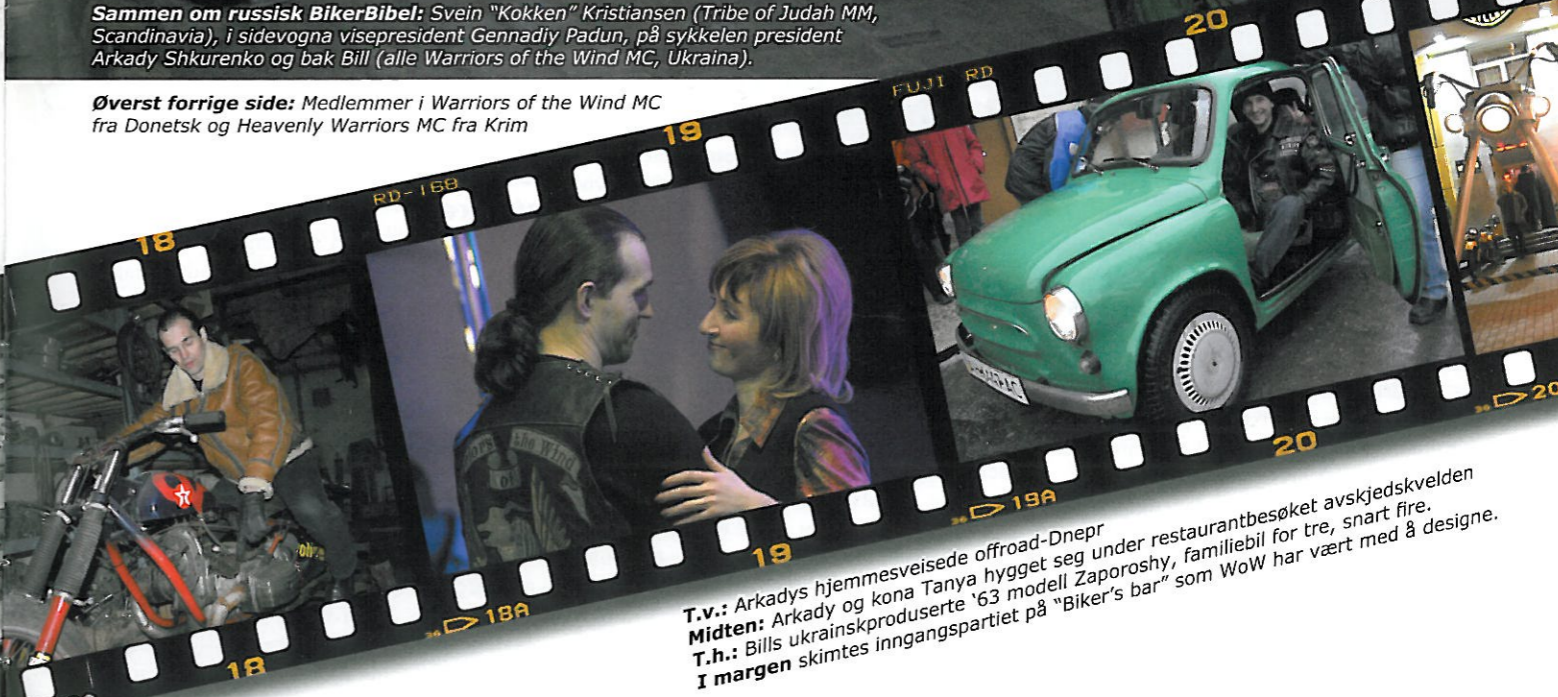 Sammen om russisk BikerBibel: Svein "Kokken" Kristiansen (Tribe of Judah MM,
Scandinavia), i sidevogna visepresident Gennadiy Padun, på sykkelen president
Arkady Shkurenko og bak Bill (alle Warriors of the Wind MC, Ukraina).
Øverst forrige side: Medlemmer i Warriors of the Wind MC
fra Donetsk og Heavenly Warriors MC fra Krim
18
RD-168
19
FUJI RD
20
the Wind
of
18
18A
19
19A
20
20
T.v.: Arkadys hjemmesveisede offroad-Dnepr
Midten: Arkady og kona Tanya hygget seg under restaurantbesøket avskjedskvelden
T.h.: Bills ukrainskproduserte '63 modell Zaporoshy, familiebil for tre, snart fire.
I margen skimtes inngangspartiet på "Biker's bar" som WoW har vært med å designe.